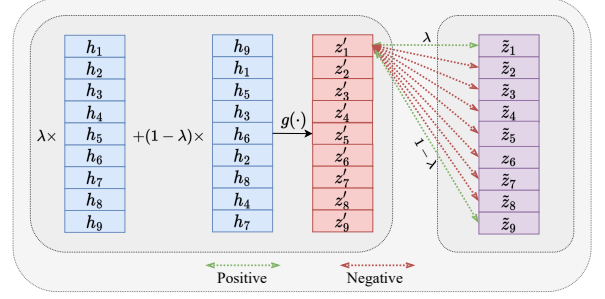 h₁ h₉ z′₁ λ z̃₁
h₂ h₁ z′₂ z̃₂
h₃ h₅ z′₃ z̃₃
h₄ h₃ z′₄ z̃₄
λ× h₅ +(1 − λ)× h₆ g(·) z′₅ z̃₅
h₆ h₂ z′₆ 1 − λ z₆
h₇ h₈ z′₇ z̃₇
h₈ h₄ z′₈ z̃₈
h₉ h₇ z′₉ z̃₉
Positive Negative